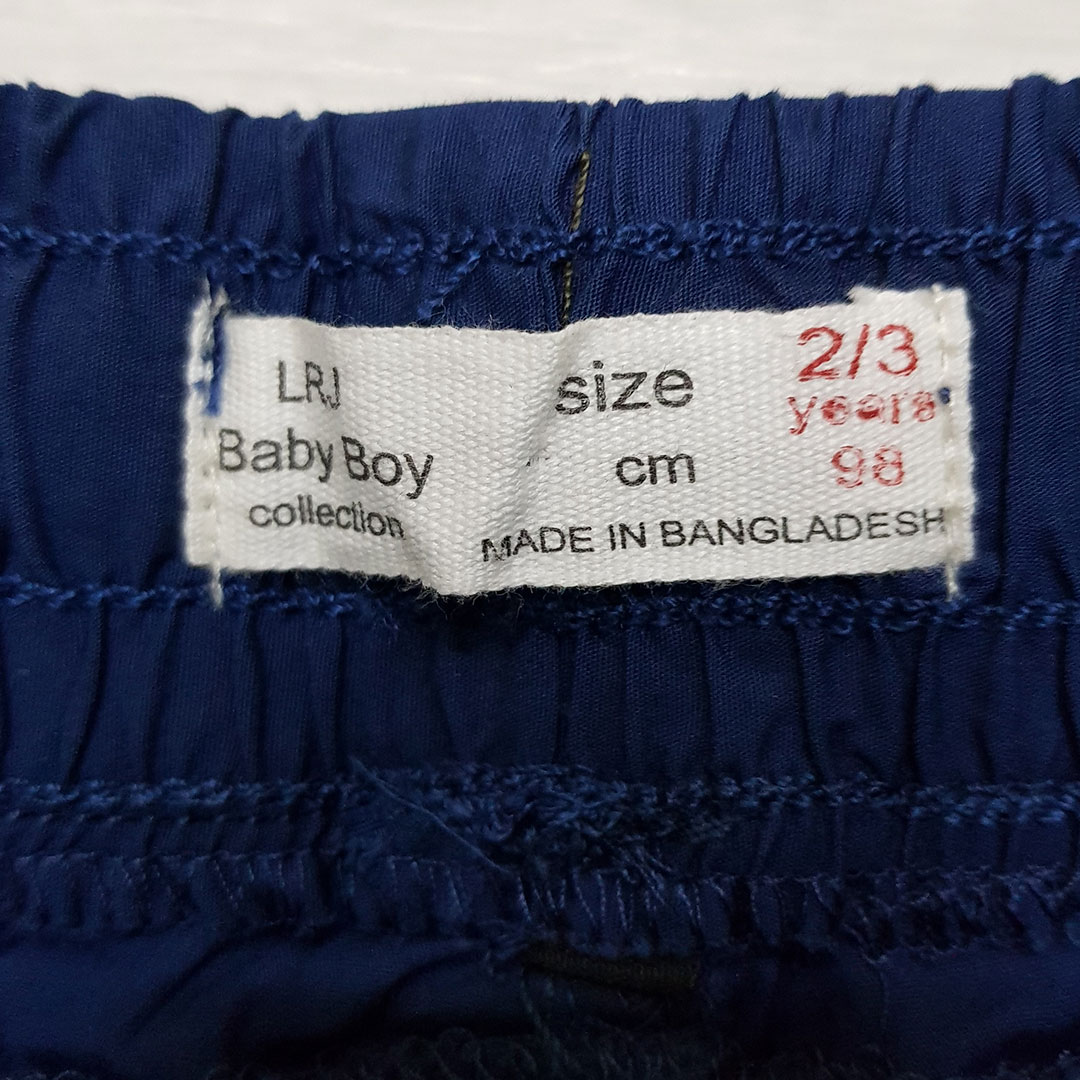 LRJ
Baby Boy
collection
size 2/3
years
cm 98
MADE IN BANGLADESH